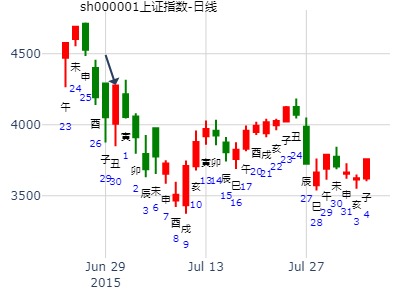 sh000001上证指数-日线
4500
4000
3500
午
23
未
24
申
25
酉
26
子
29
丑
30
寅
1
卯
2
辰
3
巳
6
午
7
申
8
酉
9
戌
亥
10
寅
13
卯
14
辰
15
巳
16
午
17
酉
20
戌
21
亥
22
子
23
丑
24
辰
27
巳
28
午
29
未
30
申
31
亥
3
子
4
Jun 29
2015
Jul 13
Jul 27